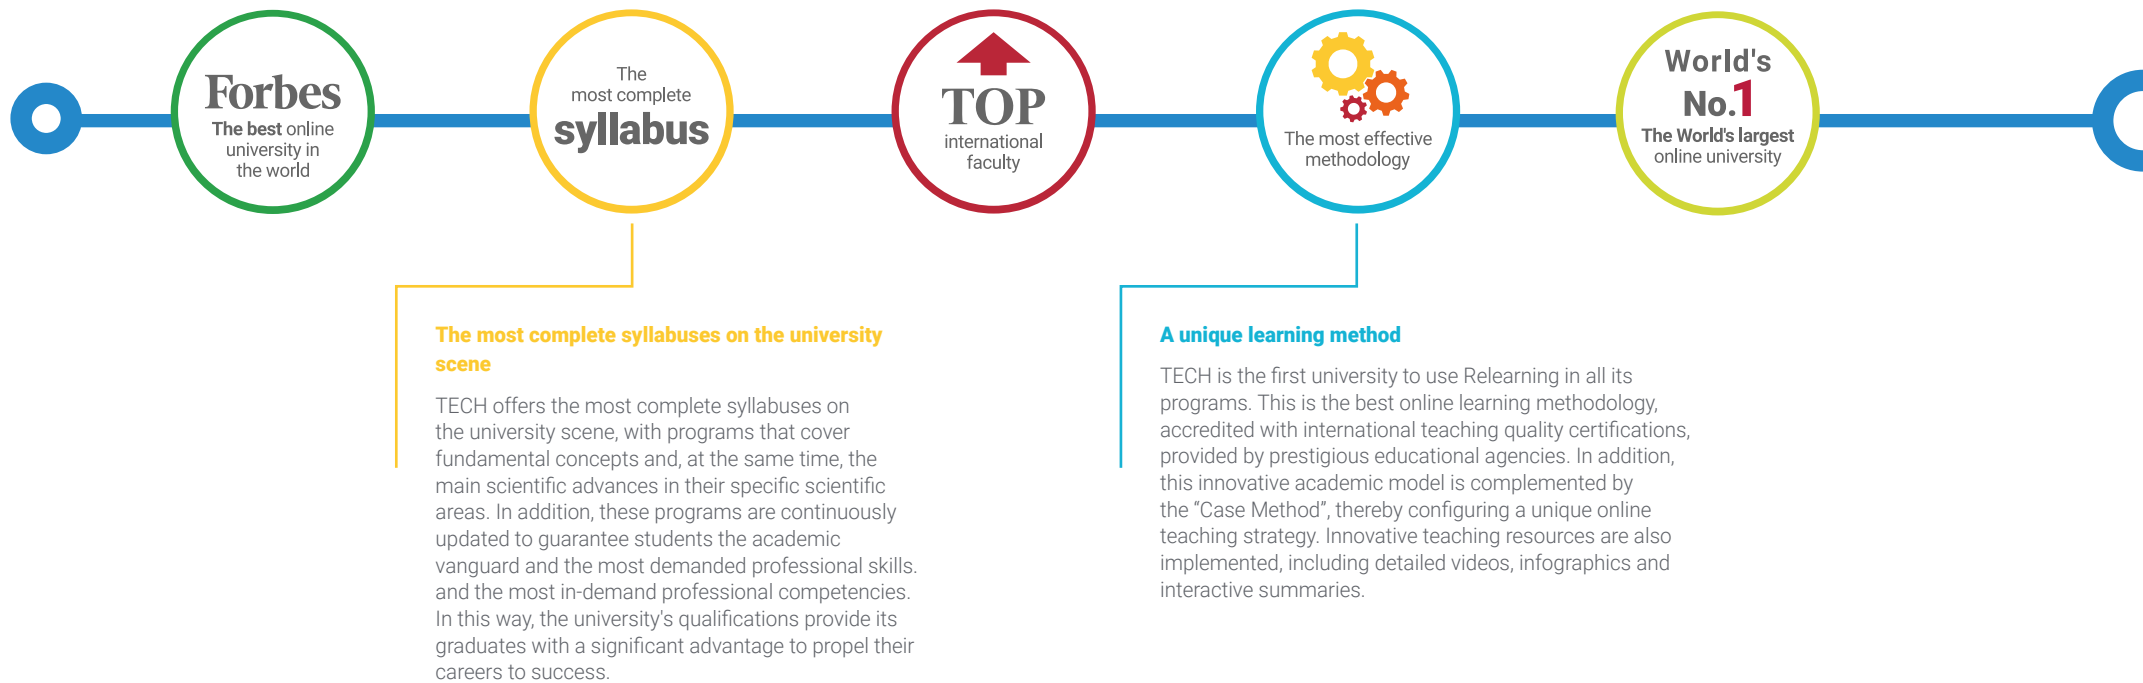 Forbes
The best online
university in
the world
The
most complete
syllabus
TOP
international
faculty
The most effective
methodology
World's
No.1
The World's largest
online university
The most complete syllabuses on the university
scene
TECH offers the most complete syllabuses on
the university scene, with programs that cover
fundamental concepts and, at the same time, the
main scientific advances in their specific scientific
areas. In addition, these programs are continuously
updated to guarantee students the academic
vanguard and the most demanded professional skills.
and the most in-demand professional competencies.
In this way, the university's qualifications provide its
graduates with a significant advantage to propel their
careers to success.
A unique learning method
TECH is the first university to use Relearning in all its
programs. This is the best online learning methodology,
accredited with international teaching quality certifications,
provided by prestigious educational agencies. In addition,
this innovative academic model is complemented by
the “Case Method”, thereby configuring a unique online
teaching strategy. Innovative teaching resources are also
implemented, including detailed videos, infographics and
interactive summaries.